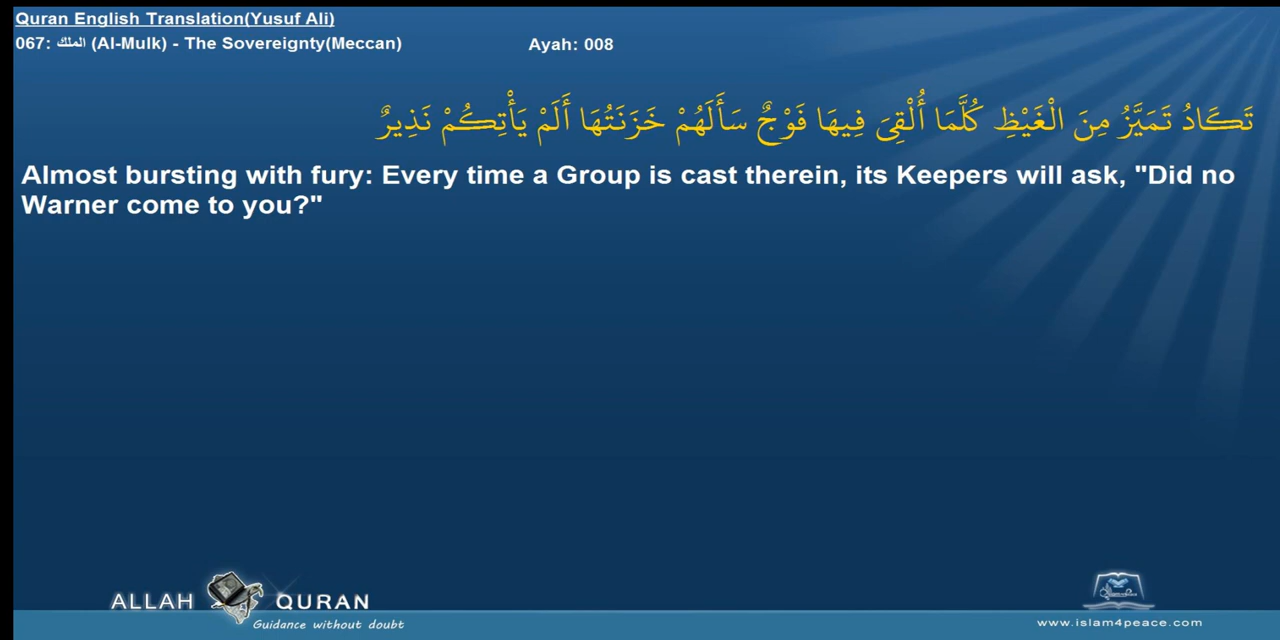 Quran English Translation(Yusuf Ali)
067: الملك (Al-Mulk) - The Sovereignty(Meccan) Ayah: 008
تَكَادُ تَمَيَّزُ مِنَ الْغَيْظِ كُلَّمَا أُلْقِىَ فِيهَا فَوْجٌ سَأَلَهُمْ خَزَنَتُهَا أَلَمْ يَأْتِكُمْ نَذِيرٌ
Almost bursting with fury: Every time a Group is cast therein, its Keepers will ask, "Did no
Warner come to you?"
ALLAH QURAN
Guidance without doubt
www.islam4peace.com